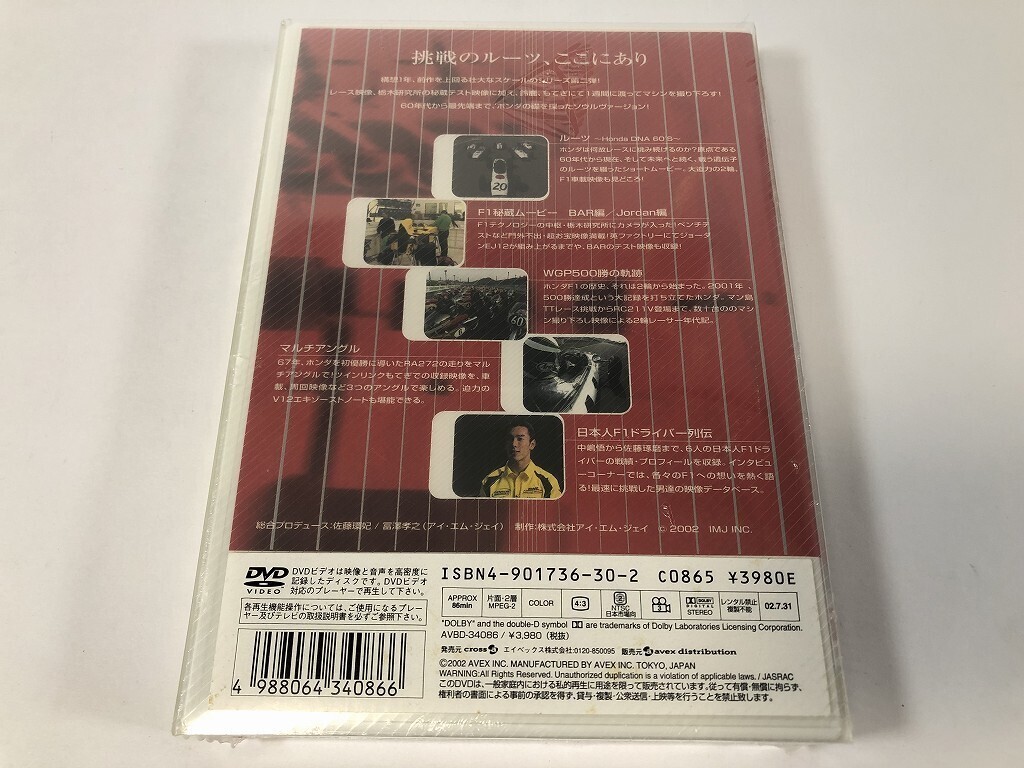 挑戦のルーツ、ここにあり
構想1年、前作を上回る壮大なスケールのシリーズ第二弾!
レース映像、栃木研究所の秘蔵テスト映像に加え、鈴鹿、もてぎにて1週間に渡ってマシンを撮り下ろす!
60年代から最先端まで、ホンダの礎を探ったソウルヴァージョン!
ルーツ ~Honda DNA 60'S~
ホンダは何故レースに挑み続けるのか?原点である
60年代から現在、そして未来へと続く、戦う遺伝子
のルーツを綴ったショートムービー。大迫力の2輪、
F1車載映像も見どころ!
20
F1秘蔵ムービー BAR編/Jordan編
F1テクノロジーの中枢・栃木研究所にカメラが入った!ベンチテ
ストなど門外不出・超お宝映像満載!英ファクトリーにてジョーダ
ンEJ12が組み上がるまでや、BARのテスト映像も収録!
WGP500勝の軌跡
ホンダF1の歴史、それは2輪から始まった。2001年、
500勝達成という大記録を打ち立てたホンダ。マン島
TTレース挑戦からRC211V登場まで、数十台ののマシ
ン撮り下ろし映像による2輪レーサー年代記。
60
マルチアングル
67年、ホンダを初優勝に導いたRA272の走りをマル
チアングルで!ツインリンクもてぎでの収録映像を、車
載、周回映像など3つのアングルで楽しめる。迫力の
V12エキゾーストノートも堪能できる。
日本人F1ドライバー列伝
中嶋悟から佐藤琢磨まで、6人の日本人F1ドラ
イバーの戦績・プロフィールを収録。インタビュ
ーコーナーでは、各々のF1への想いを熱く語
る!最速に挑戦した男達の映像データベース。
総合プロデュース:佐藤環妃/冨澤孝之(アイ・エム・ジェイ) 制作:株式会社アイ・エム・ジェイ © 2002 IMJ INC.
DVD VIDEO
DVDビデオは映像と音声を高密度に
記録したディスクです。DVDビデオ
対応のプレーヤーで再生して下さい。
各再生機能操作については、ご使用になるプレー
ヤー及びテレビの取扱説明書を必ずご参照下さい。
4 988064 340866
ISBN4-901736-30-2 C0865 ¥3980E
APPROX 86min
片面・2層 MPEG-2
COLOR
4:3
2 NTSC 日本市場向
3
DOLBY DIGITAL STEREO
レンタル禁止 複製不能
02.7.31
"DOLBY" and the double-D symbol are trademarks of Dolby Laboratories Licensing Corporation.
AVBD-34086 / ¥3,980 (税抜)
発売元 cross エイベックス株式会社:0120-850095 販売元 avex distribution
©2002 AVEX INC. MANUFACTURED BY AVEX INC. TOKYO, JAPAN
WARNING:All Rights Reserved. Unauthorized duplication is a violation of applicable laws. / JASRAC
このDVDは、一般家庭内における私的再生に用途を限って販売されています。従って有償・無償に拘らず、
権利者の書面による事前の承認を得ず、貸与・複製・公衆送信・上映等を行うことを禁止致します。